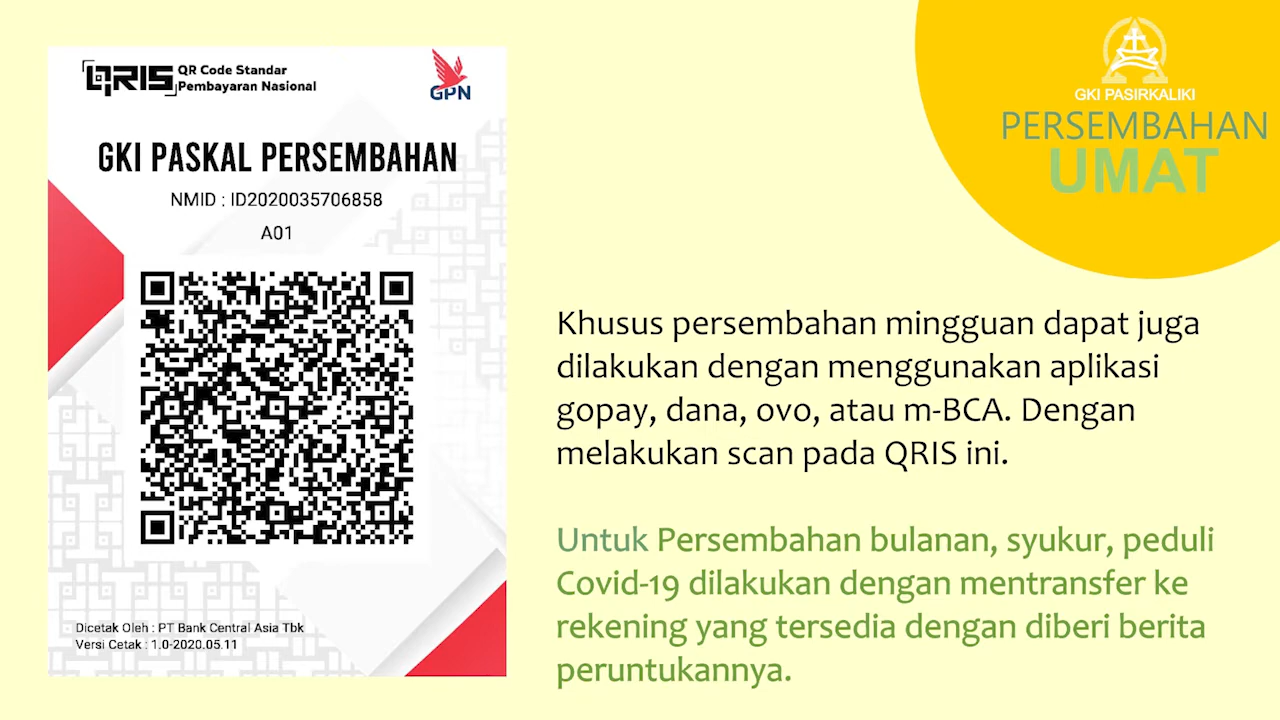 QRIS QR Code Standar
Pembayaran Nasional
GPN
GKI PASKAL PERSEMBAHAN
NMID : ID2020035706858
A01
Dicetak Oleh : PT Bank Central Asia Tbk
Versi Cetak : 1.0-2020.05.11
GKI PASIRKALIKI
PERSEMBAHAN
UMAT
Khusus persembahan mingguan dapat juga
dilakukan dengan menggunakan aplikasi
gopay, dana, ovo, atau m-BCA. Dengan
melakukan scan pada QRIS ini.
Untuk Persembahan bulanan, syukur, peduli
Covid-19 dilakukan dengan mentransfer ke
rekening yang tersedia dengan diberi berita
peruntukannya.